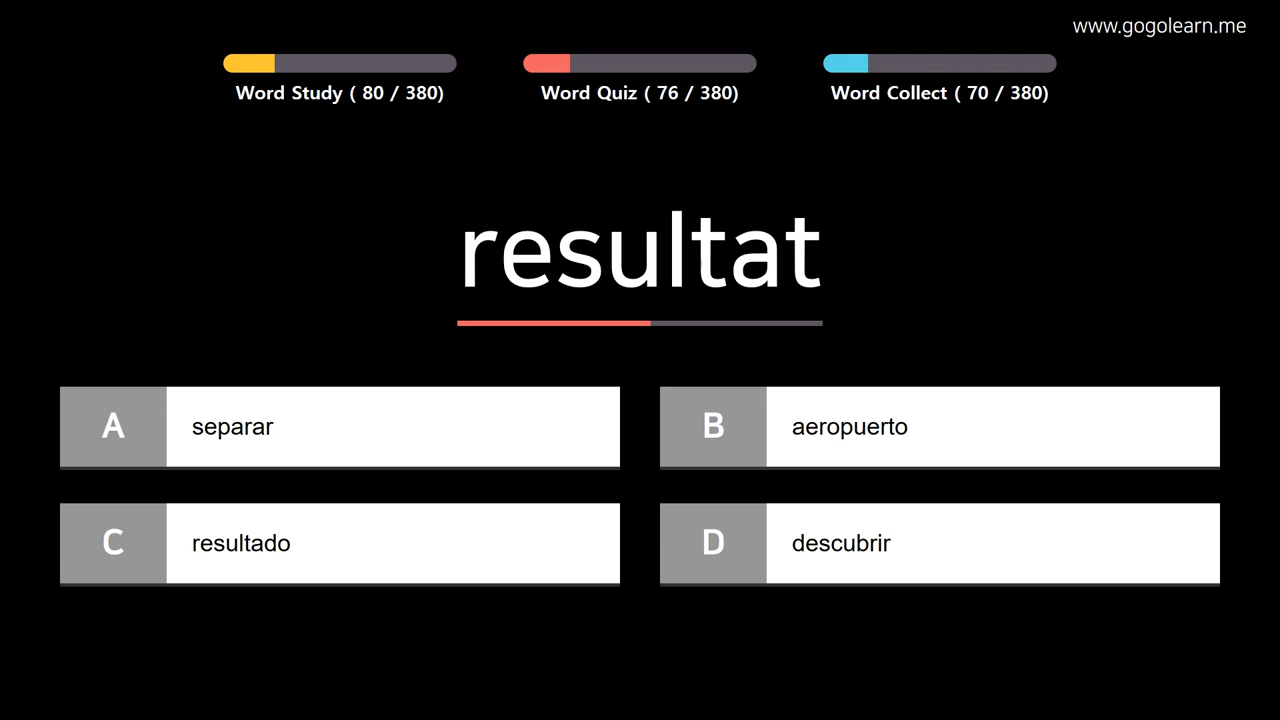 www.gogolearn.me
Word Study ( 80 / 380)
Word Quiz ( 76 / 380)
Word Collect ( 70 / 380)
resultat
A separar
B aeropuerto
C resultado
D descubrir